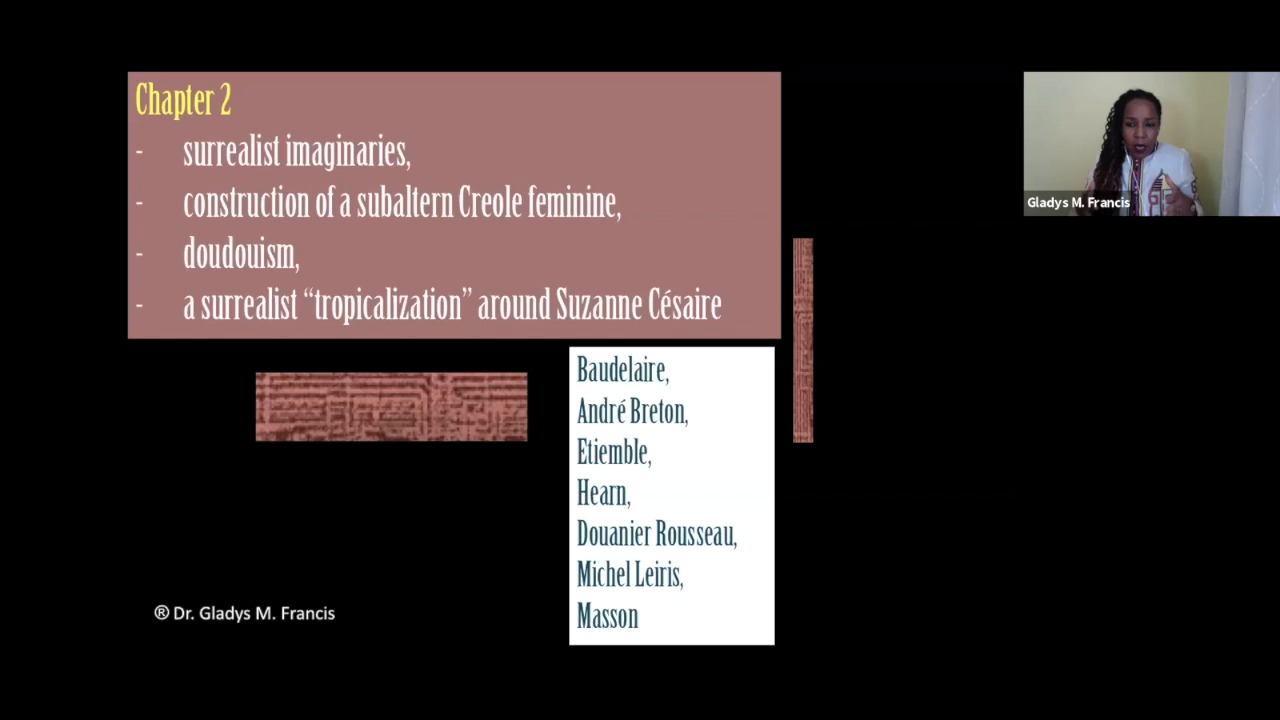 Chapter 2
- surrealist imaginaries,
- construction of a subaltern Creole feminine,
- doudouism,
- a surrealist “tropicalization” around Suzanne Césaire
Gladys M. Francis
Baudelaire,
André Breton,
Etiemble,
Hearn,
Douanier Rousseau,
Michel Leiris,
Masson
® Dr. Gladys M. Francis